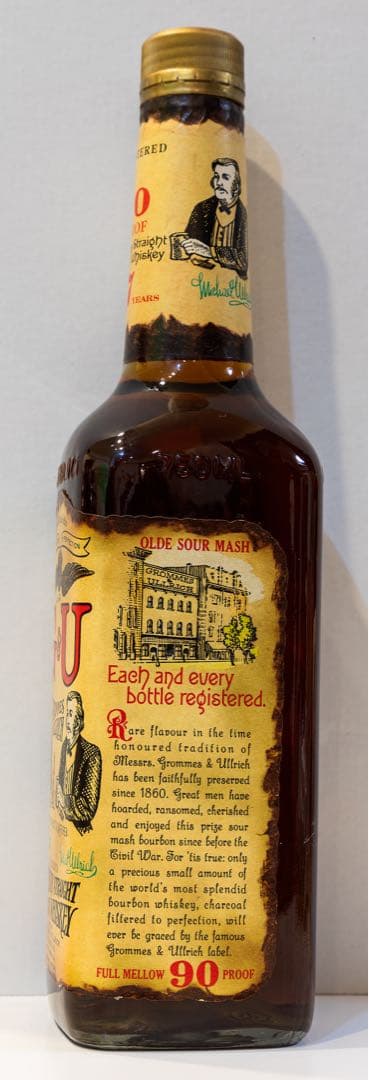 TERED
0
OF
Straight
Whiskey
7 YEARS
750ML
OLDE SOUR MASH
GROMMES
ULLRICH
U
Each and every
bottle registered.
Rare flavour in the time
honoured tradition of
Messrs. Grommes & Ullrich
has been faithfully preserved
since 1860. Great men have
hoarded, ransomed, cherished
and enjoyed this prize sour
mash bourbon since before the
Civil War. For 'tis true: only
a precious small amount of
the world's most splendid
bourbon whiskey, charcoal
filtered to perfection, will
ever be graced by the famous
Grommes & Ullrich label.
FULL MELLOW 90 PROOF